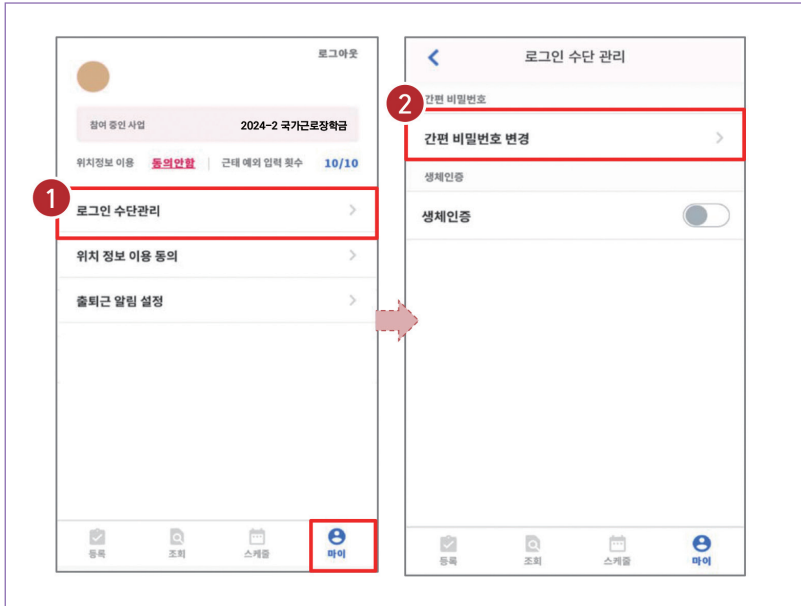 로그아웃
참여 중인 사업 2024-2 국가근로장학금
위치정보 이용 동의안함 근태 예외 입력 횟수 10/10
1
로그인 수단관리
위치 정보 이용 동의
출퇴근 알림 설정
등록 조회 스케줄 마이
로그인 수단 관리
2
간편 비밀번호
간편 비밀번호 변경
생체인증
생체인증
등록 조회 스케줄 마이